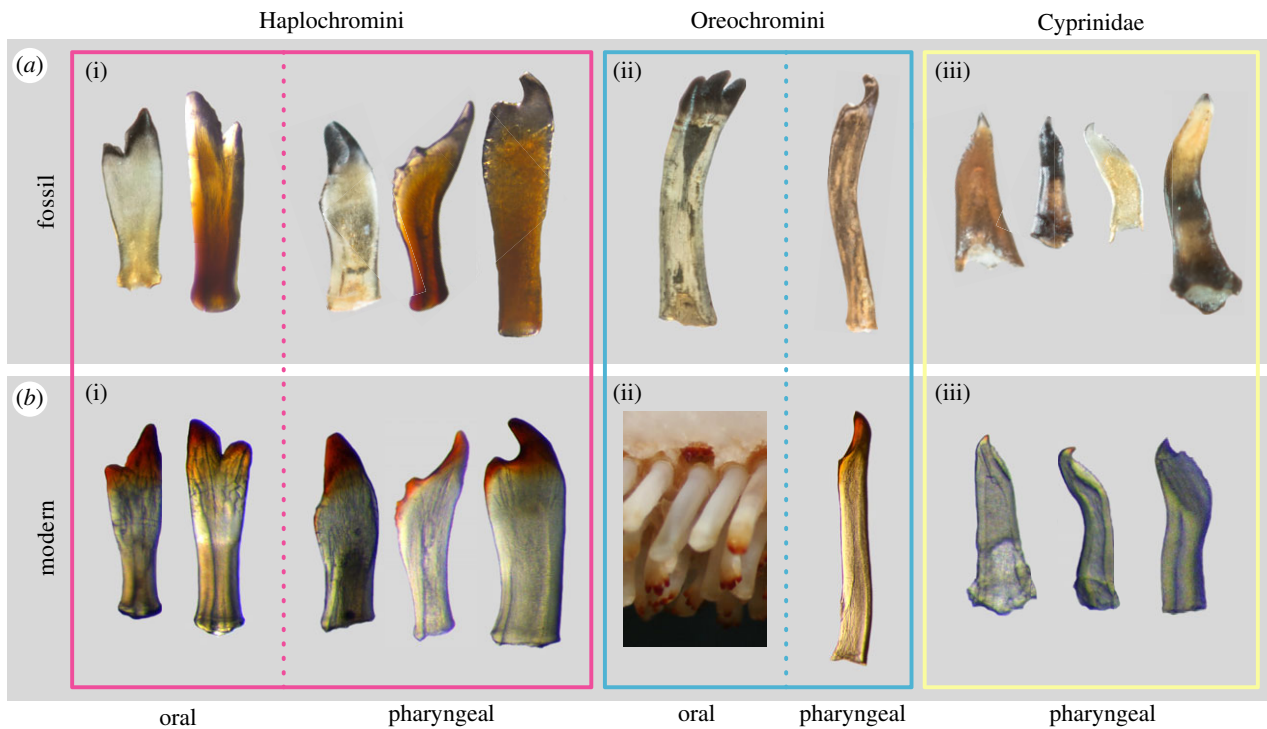 Haplochromini Oreochromini Cyprinidae
(a) (i) (ii) (iii)
fossil
(b) (i) (ii) (iii)
modern
oral pharyngeal oral pharyngeal pharyngeal